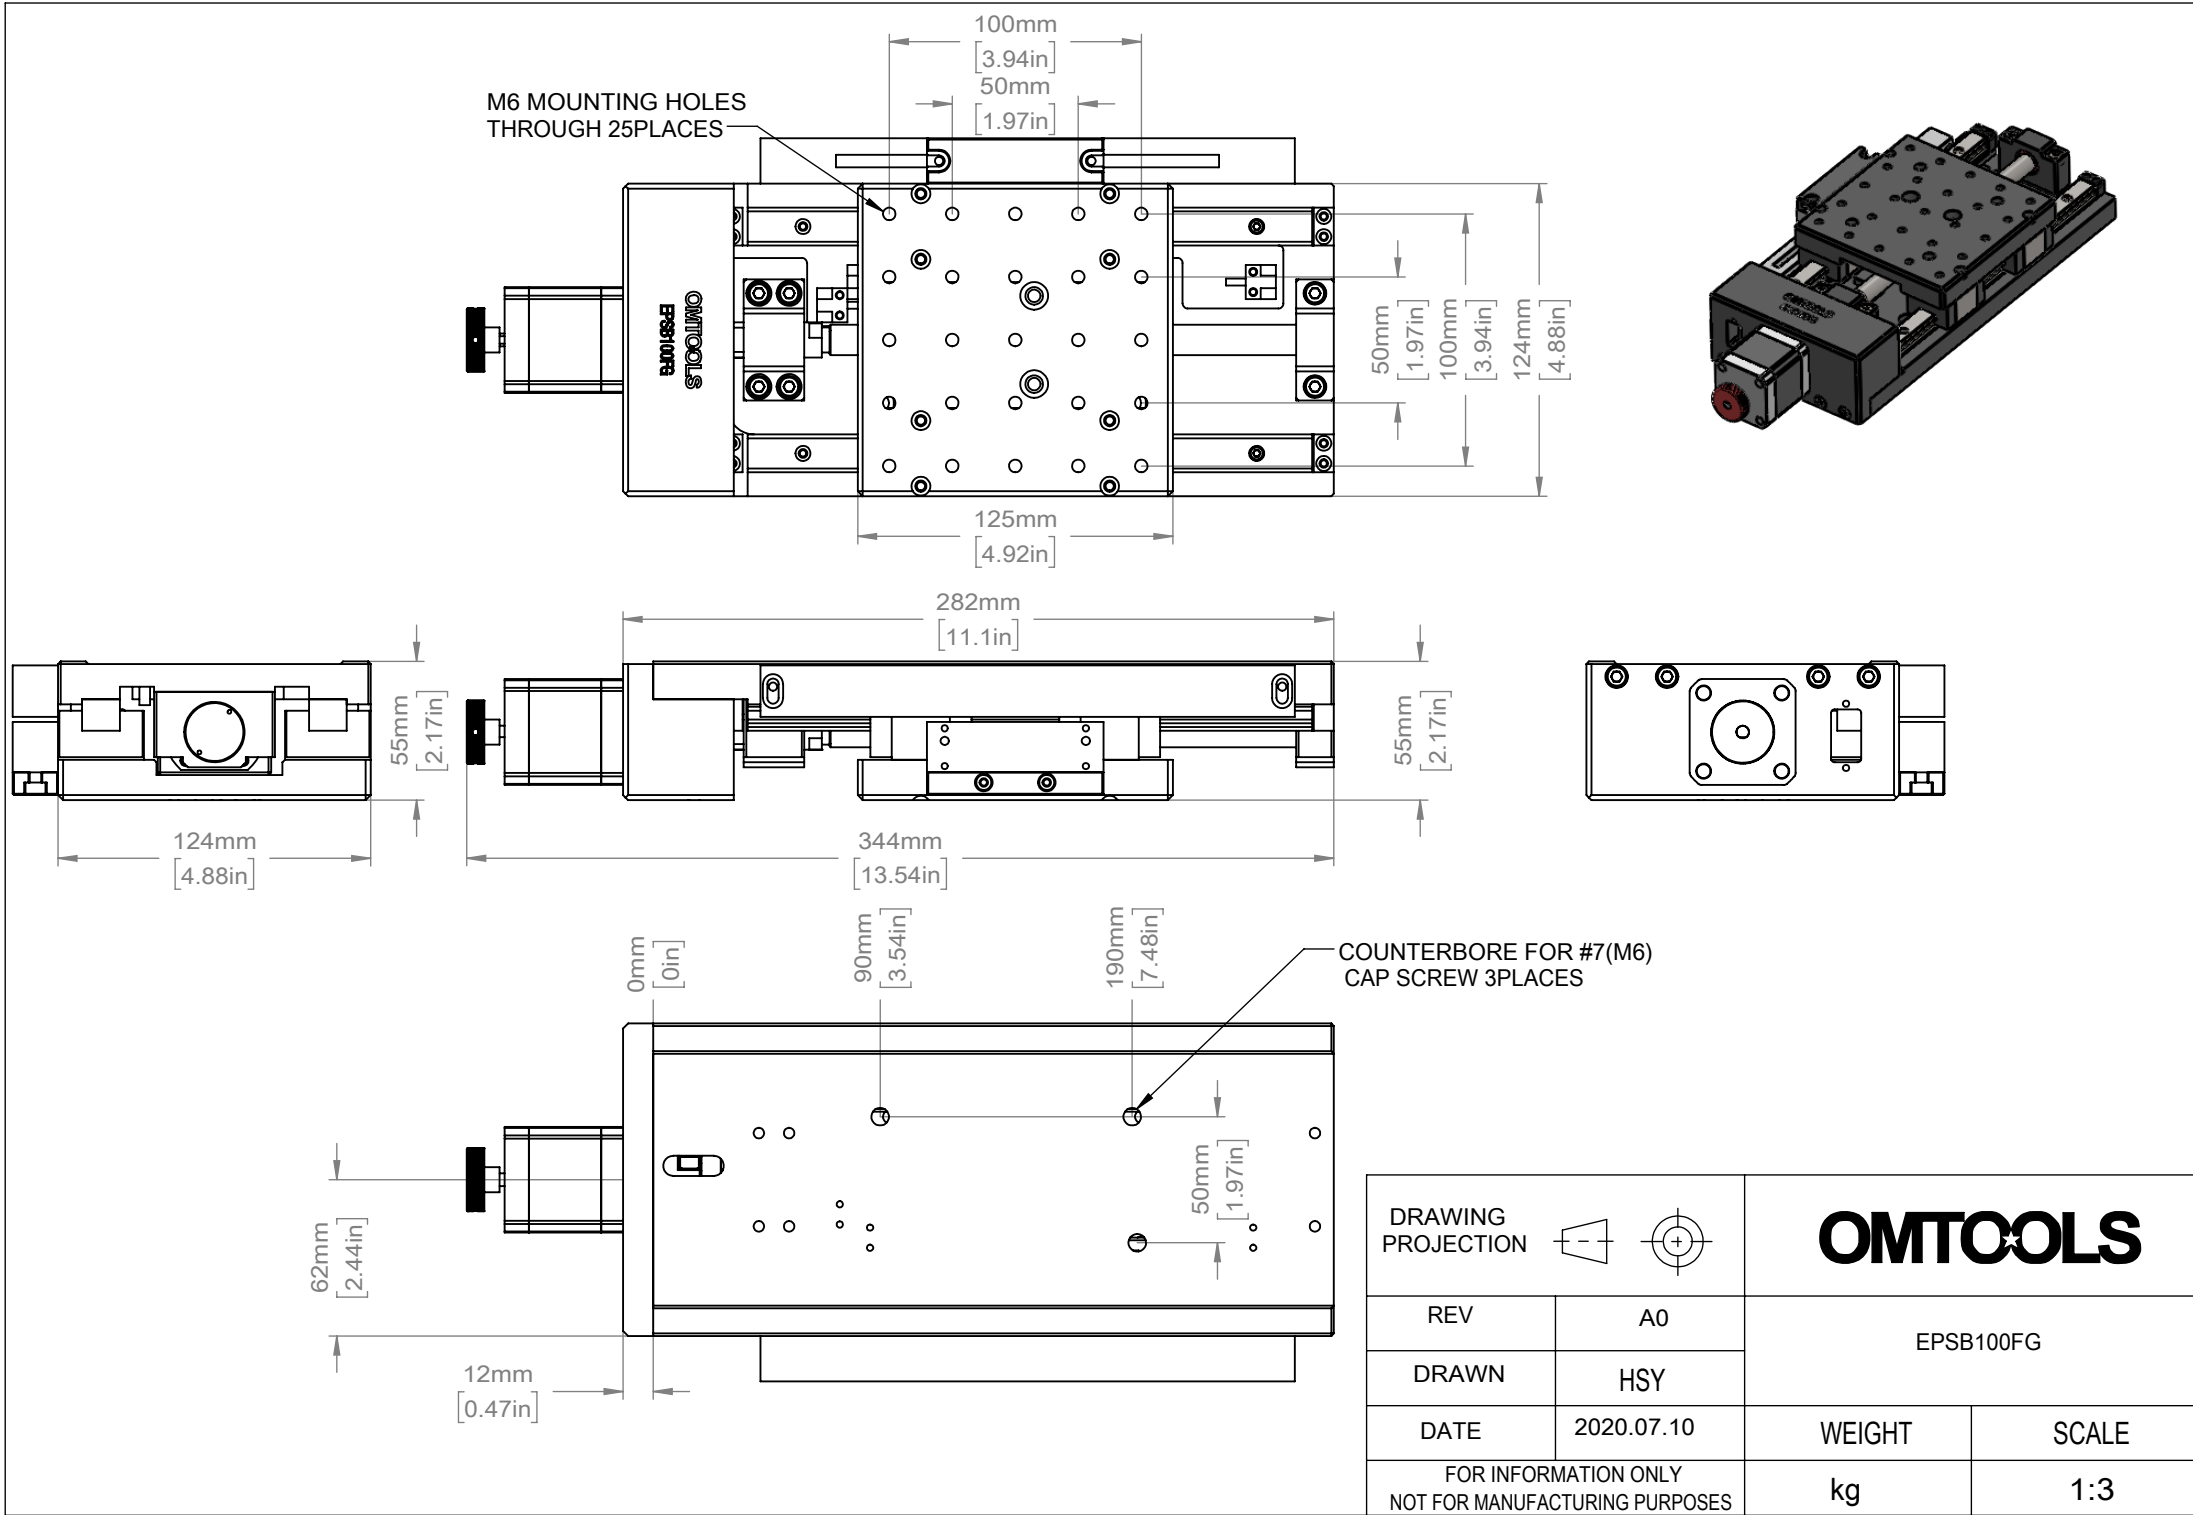 100mm
[3.94in]
50mm
[1.97in]
M6 MOUNTING HOLES
THROUGH 25PLACES
OMTOOLS
EPSB100FG
50mm
[1.97in]
100mm
[3.94in]
124mm
[4.88in]
125mm
[4.92in]
282mm
[11.1in]
55mm
[2.17in]
55mm
[2.17in]
124mm
[4.88in]
344mm
[13.54in]
0mm
[0in]
90mm
[3.54in]
190mm
[7.48in]
COUNTERBORE FOR #7(M6)
CAP SCREW 3PLACES
50mm
[1.97in]
62mm
[2.44in]
12mm
[0.47in]
DRAWING
PROJECTION
OMTOOLS
REV A0
EPSB100FG
DRAWN HSY
DATE 2020.07.10
WEIGHT SCALE
FOR INFORMATION ONLY
NOT FOR MANUFACTURING PURPOSES
kg 1:3